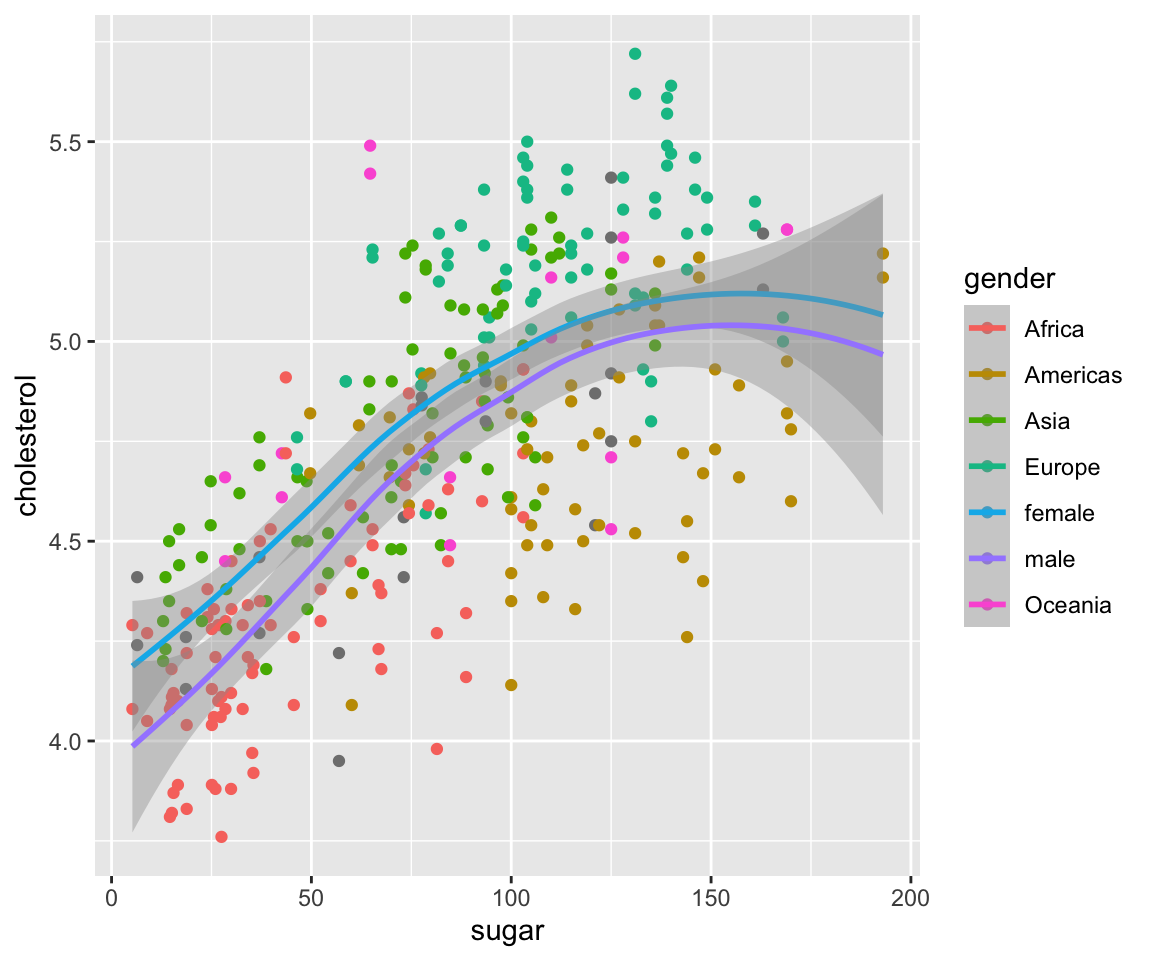 5.5
5.0
4.5
4.0
cholesterol
0 50 100 150 200
sugar
gender
Africa
Americas
Asia
Europe
female
male
Oceania